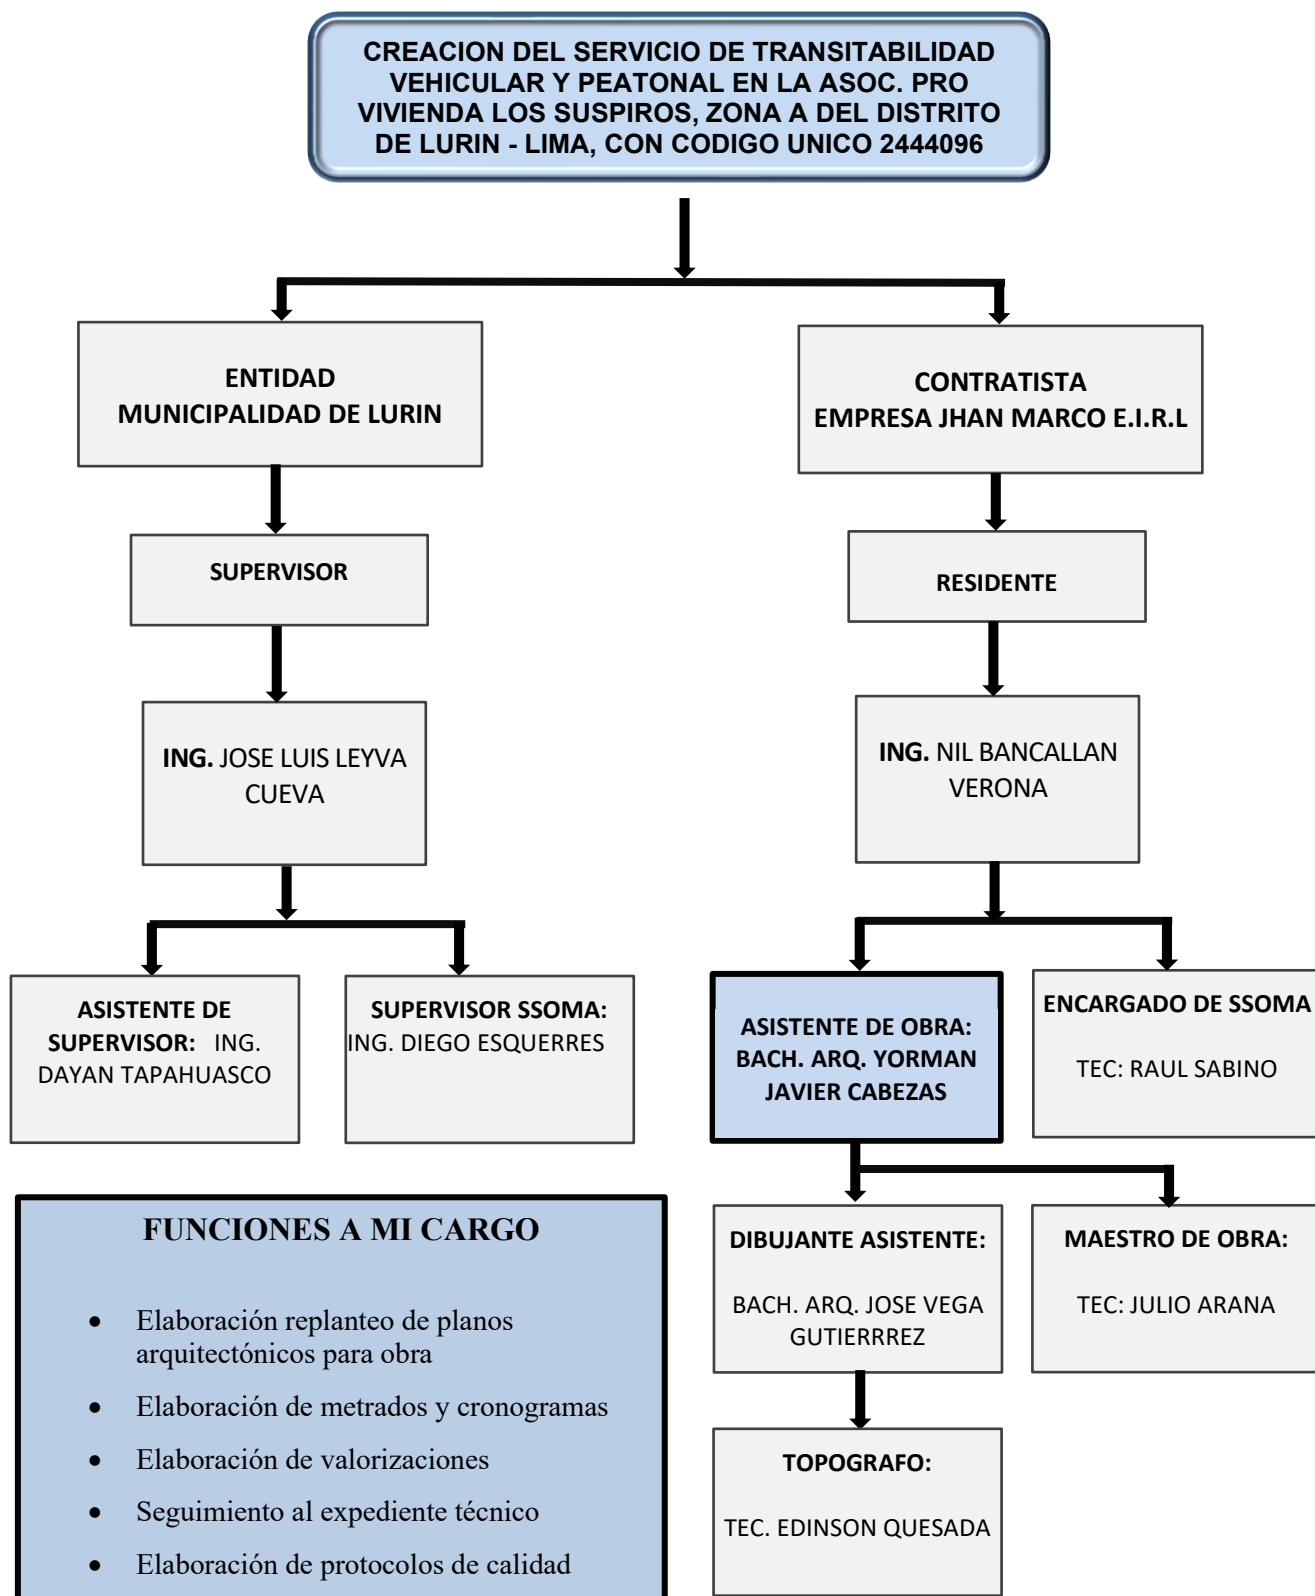 CREACION DEL SERVICIO DE TRANSITABILIDAD
VEHICULAR Y PEATONAL EN LA ASOC. PRO
VIVIENDA LOS SUSPIROS, ZONA A DEL DISTRITO
DE LURIN - LIMA, CON CODIGO UNICO 2444096
ENTIDAD
MUNICIPALIDAD DE LURIN
CONTRATISTA
EMPRESA JHAN MARCO E.I.R.L
SUPERVISOR
RESIDENTE
ING. JOSE LUIS LEYVA
CUEVA
ING. NIL BANCALLAN
VERONA
ASISTENTE DE
SUPERVISOR: ING.
DAYAN TAPAHUASCO
SUPERVISOR SSOMA:
ING. DIEGO ESQUERRES
ASISTENTE DE OBRA:
BACH. ARQ. YORMAN
JAVIER CABEZAS
ENCARGADO DE SSOMA
TEC: RAUL SABINO
FUNCIONES A MI CARGO
• Elaboración replanteo de planos
arquitectónicos para obra
• Elaboración de metrados y cronogramas
• Elaboración de valorizaciones
• Seguimiento al expediente técnico
• Elaboración de protocolos de calidad
DIBUJANTE ASISTENTE:
BACH. ARQ. JOSE VEGA
GUTIERRREZ
MAESTRO DE OBRA:
TEC: JULIO ARANA
TOPOGRAFO:
TEC. EDINSON QUESADA